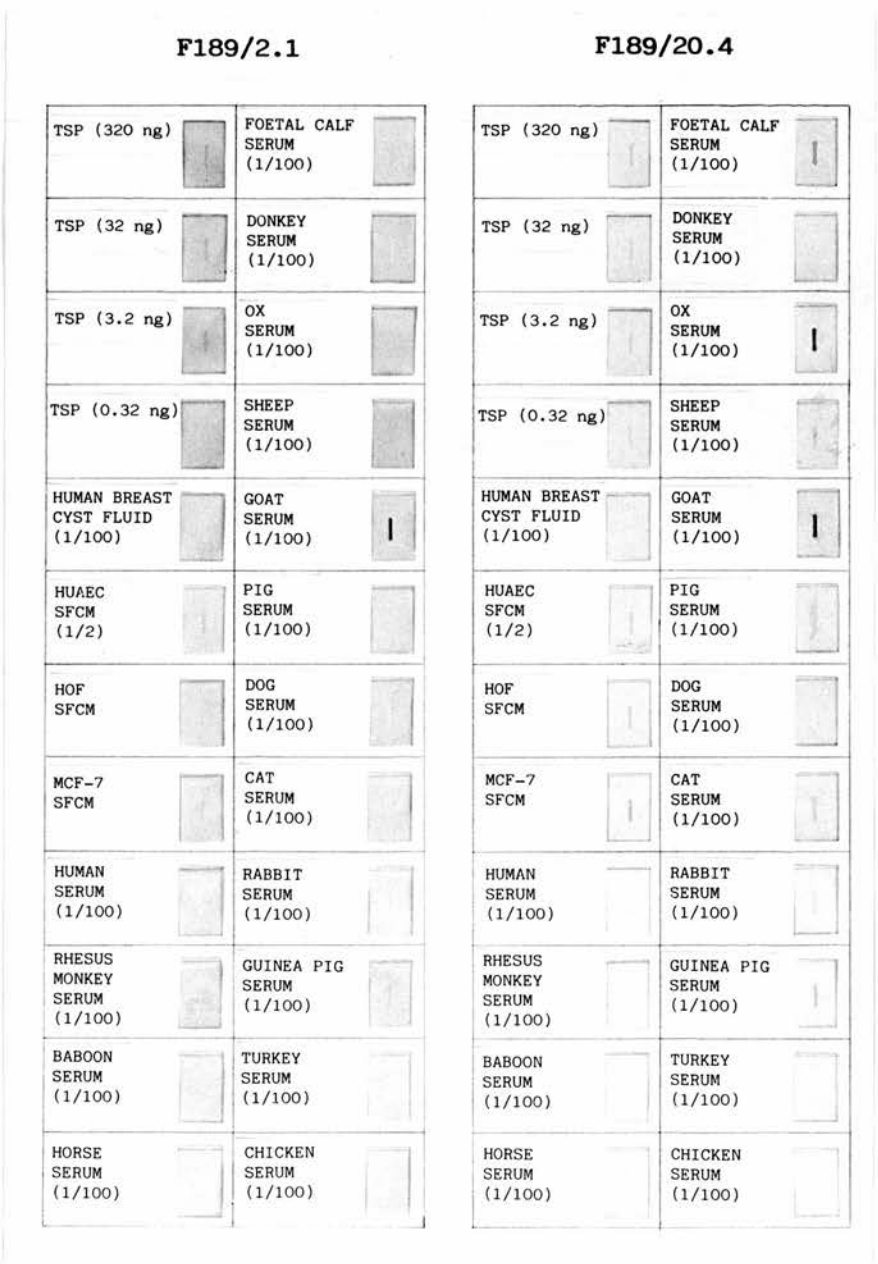 F189/2.1
TSP (320 ng)
FOETAL CALF
SERUM
(1/100)
TSP (32 ng)
DONKEY
SERUM
(1/100)
TSP (3.2 ng)
OX
SERUM
(1/100)
TSP (0.32 ng)
SHEEP
SERUM
(1/100)
HUMAN BREAST
CYST FLUID
(1/100)
GOAT
SERUM
(1/100)
HUAEC
SFCM
(1/2)
PIG
SERUM
(1/100)
HOF
SFCM
DOG
SERUM
(1/100)
MCF-7
SFCM
CAT
SERUM
(1/100)
HUMAN
SERUM
(1/100)
RABBIT
SERUM
(1/100)
RHESUS
MONKEY
SERUM
(1/100)
GUINEA PIG
SERUM
(1/100)
BABOON
SERUM
(1/100)
TURKEY
SERUM
(1/100)
HORSE
SERUM
(1/100)
CHICKEN
SERUM
(1/100)
F189/20.4
TSP (320 ng)
FOETAL CALF
SERUM
(1/100)
TSP (32 ng)
DONKEY
SERUM
(1/100)
TSP (3.2 ng)
OX
SERUM
(1/100)
TSP (0.32 ng)
SHEEP
SERUM
(1/100)
HUMAN BREAST
CYST FLUID
(1/100)
GOAT
SERUM
(1/100)
HUAEC
SFCM
(1/2)
PIG
SERUM
(1/100)
HOF
SFCM
DOG
SERUM
(1/100)
MCF-7
SFCM
CAT
SERUM
(1/100)
HUMAN
SERUM
(1/100)
RABBIT
SERUM
(1/100)
RHESUS
MONKEY
SERUM
(1/100)
GUINEA PIG
SERUM
(1/100)
BABOON
SERUM
(1/100)
TURKEY
SERUM
(1/100)
HORSE
SERUM
(1/100)
CHICKEN
SERUM
(1/100)